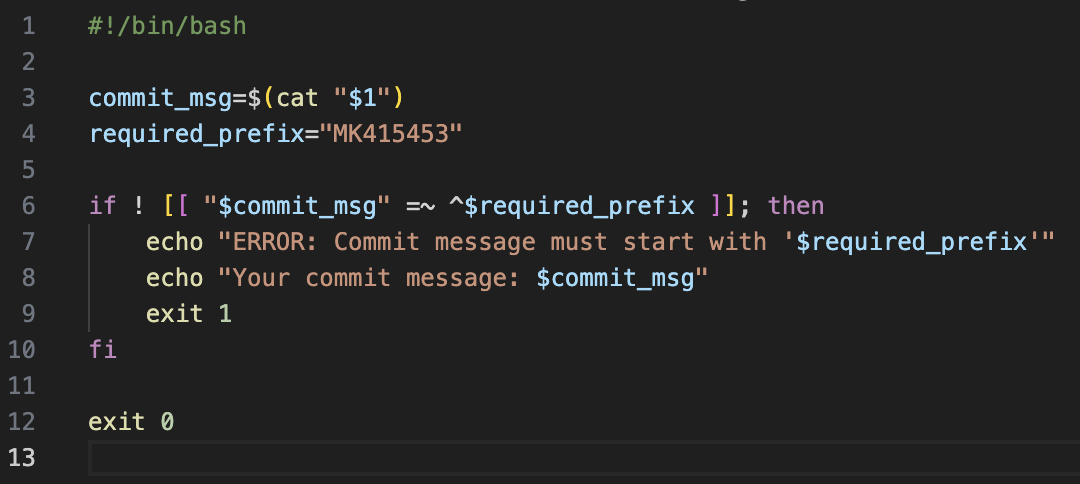 1 #!/bin/bash
2
3 commit_msg=$(cat "$1")
4 required_prefix="MK415453"
5
6 if ! [[ "$commit_msg" =~ ^$required_prefix ]]; then
7     echo "ERROR: Commit message must start with '$required_prefix'"
8     echo "Your commit message: $commit_msg"
9     exit 1
10 fi
11
12 exit 0
13